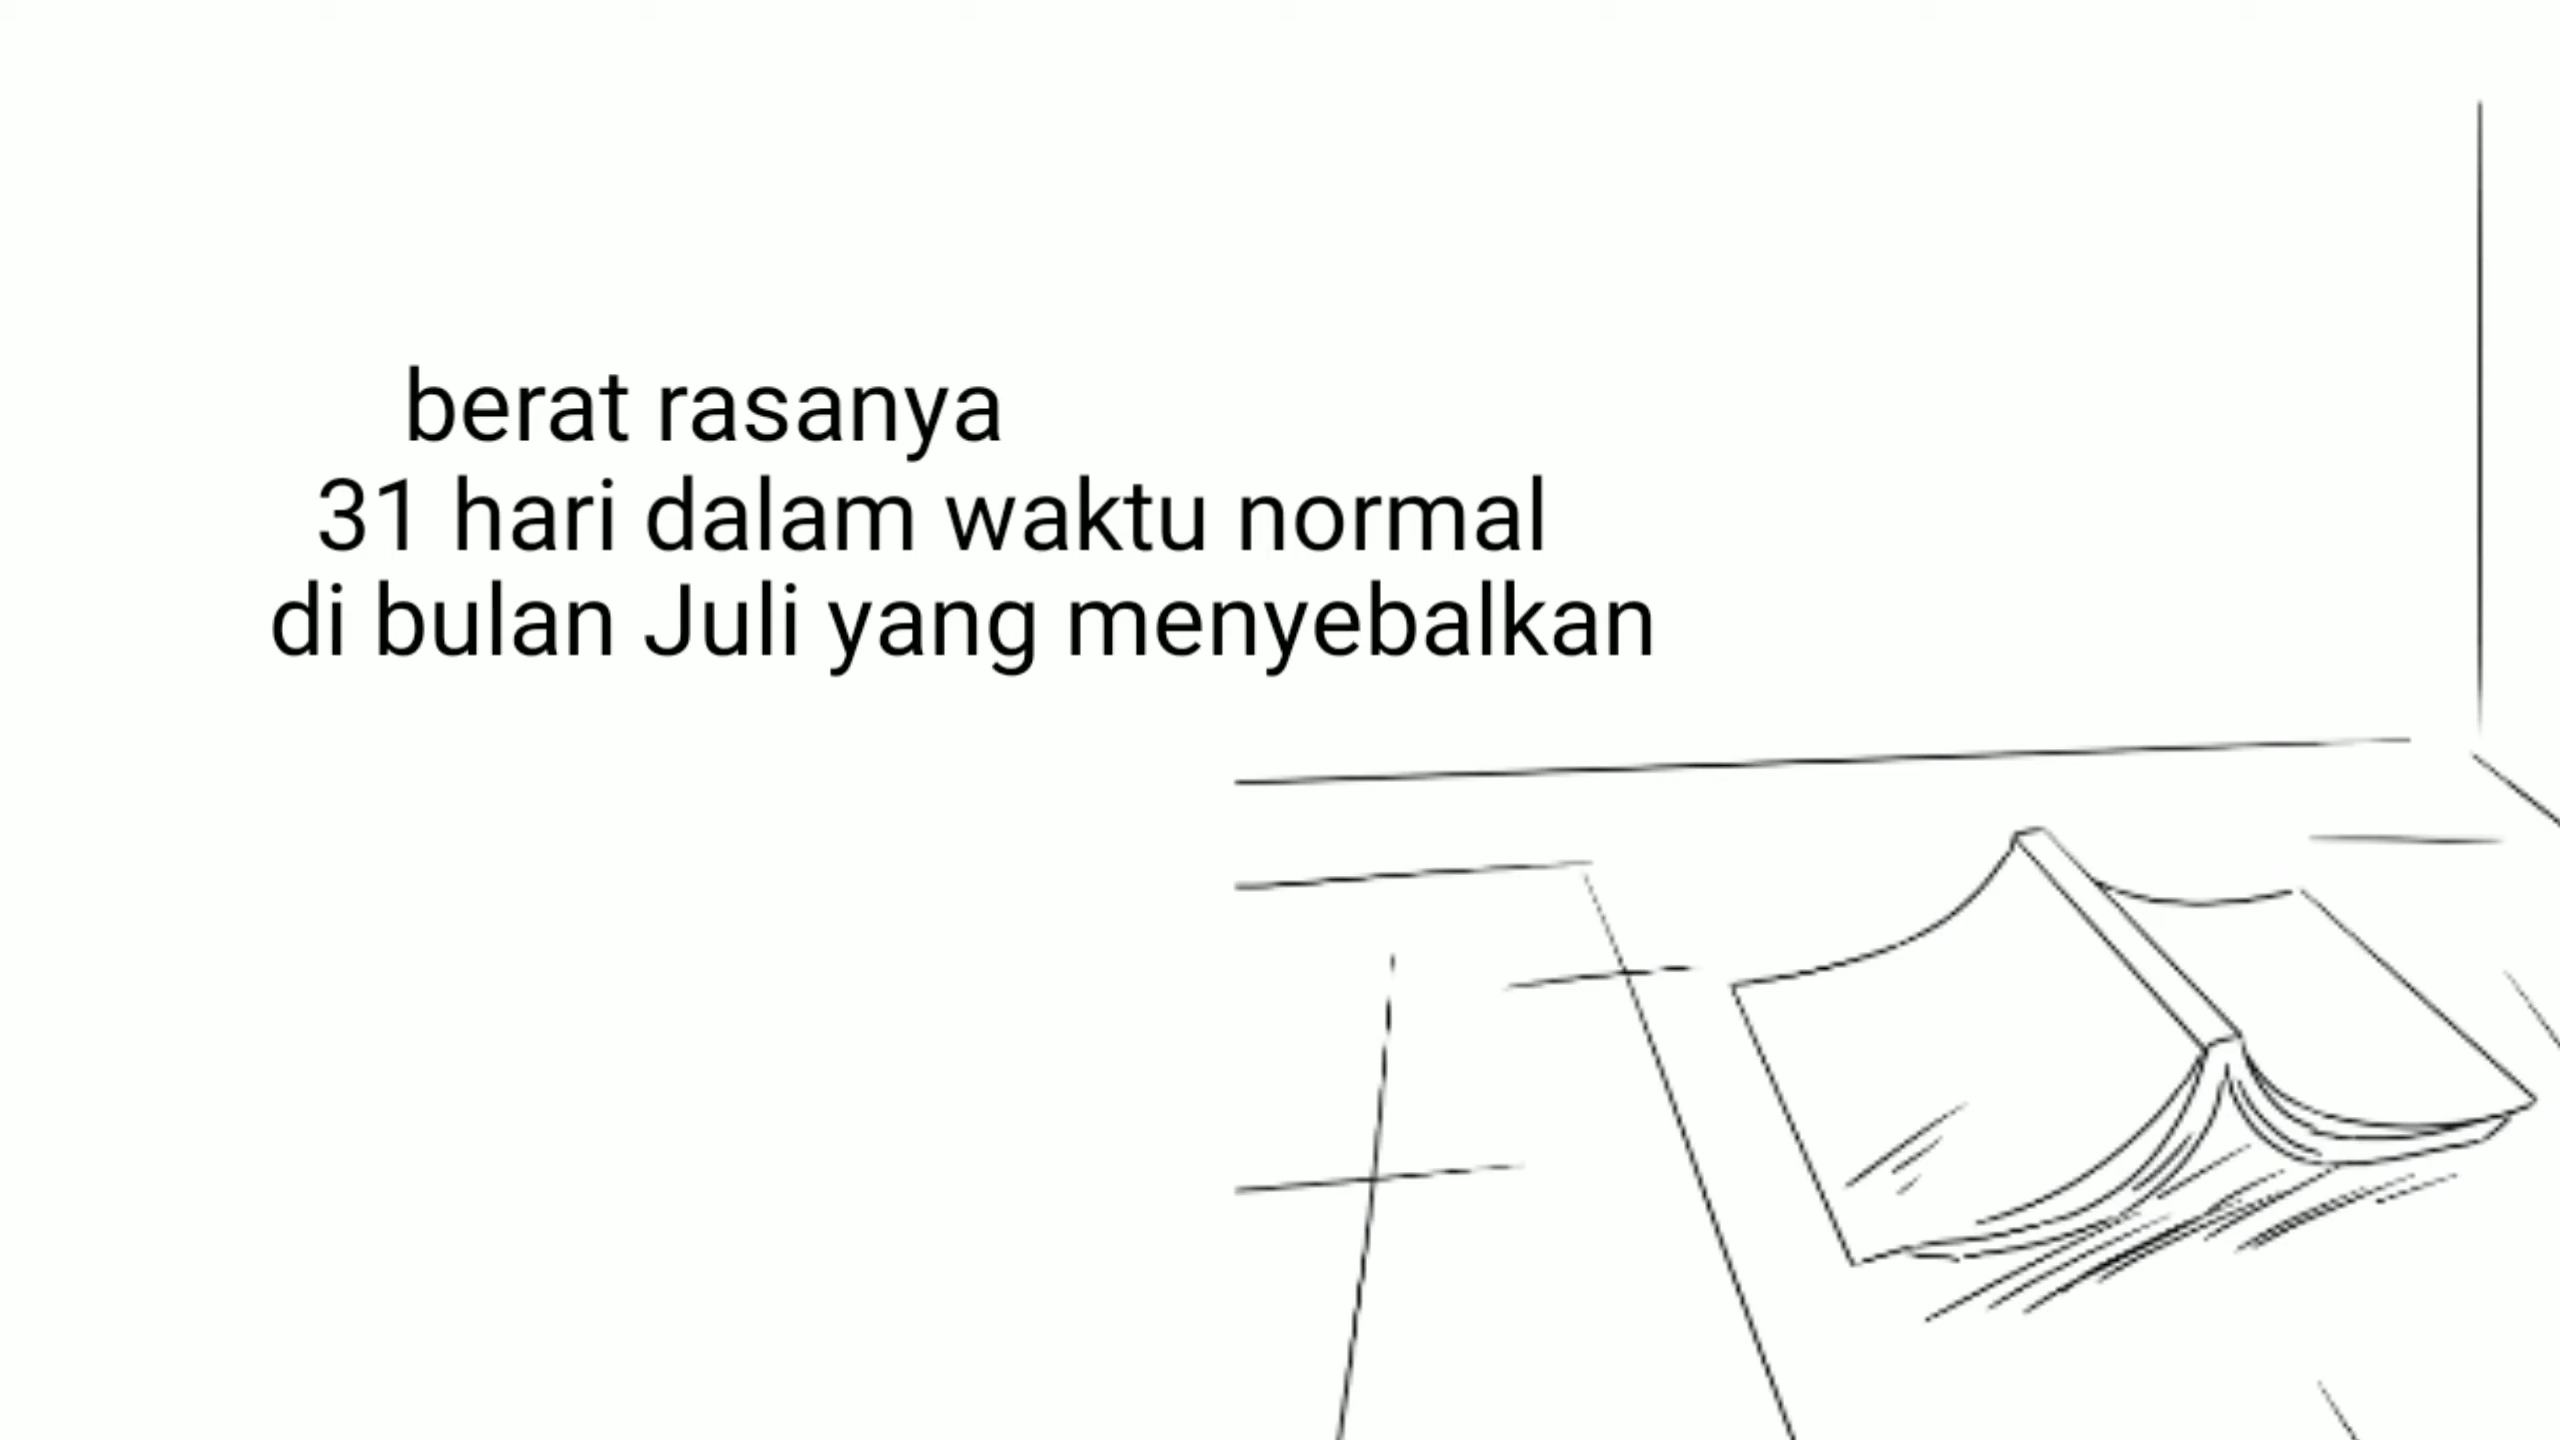 berat rasanya
31 hari dalam waktu normal
di bulan Juli yang menyebalkan